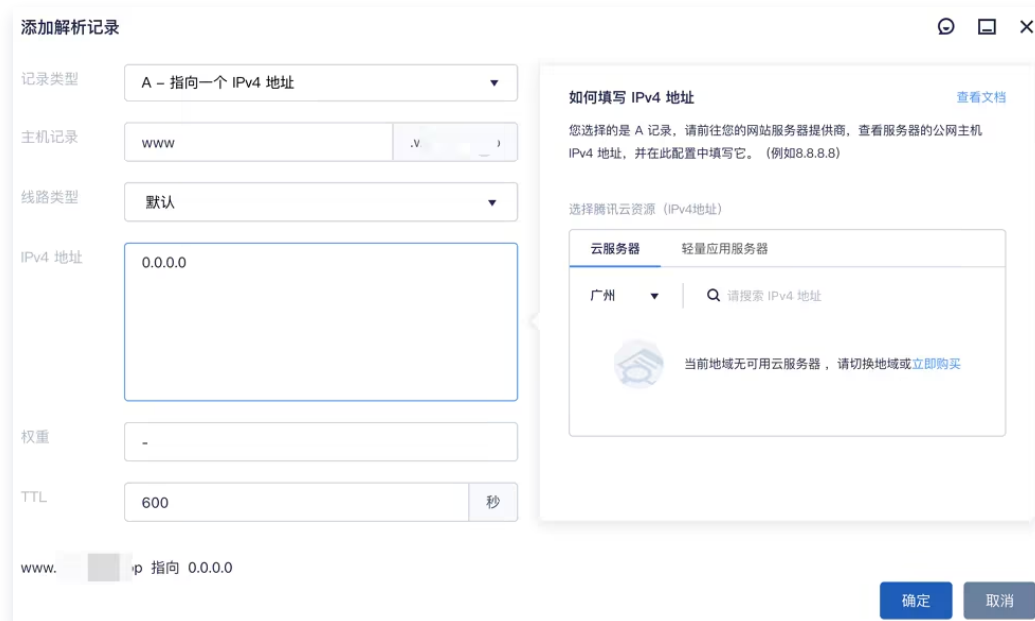 添加解析记录
记录类型
A – 指向一个 IPv4 地址
主机记录
www
线路类型
默认
IPv4 地址
0.0.0.0
权重
-
TTL
600
秒
www.
指向 0.0.0.0
如何填写 IPv4 地址
查看文档
您选择的是 A 记录，请前往您的网站服务器提供商，查看服务器的公网主机
IPv4 地址，并在此配置中填写它。（例如8.8.8.8）
选择腾讯云资源（IPv4地址）
云服务器
轻量应用服务器
广州
请搜索 IPv4 地址
当前地域无可用云服务器 ，请切换地域或立即购买
确定
取消